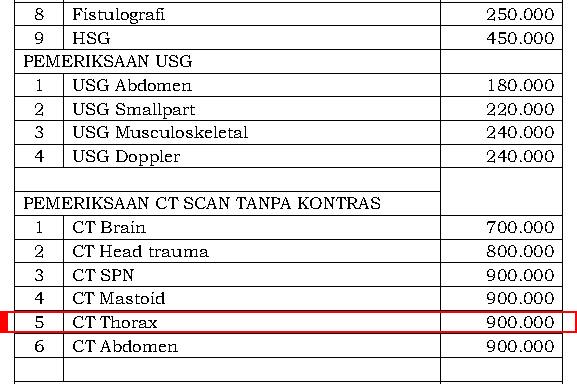 8 Fistulografi 250.000
9 HSG 450.000
PEMERIKSAAN USG
1 USG Abdomen 180.000
2 USG Smallpart 220.000
3 USG Musculoskeletal 240.000
4 USG Doppler 240.000
PEMERIKSAAN CT SCAN TANPA KONTRAS
1 CT Brain 700.000
2 CT Head trauma 800.000
3 CT SPN 900.000
4 CT Mastoid 900.000
5 CT Thorax 900.000
6 CT Abdomen 900.000